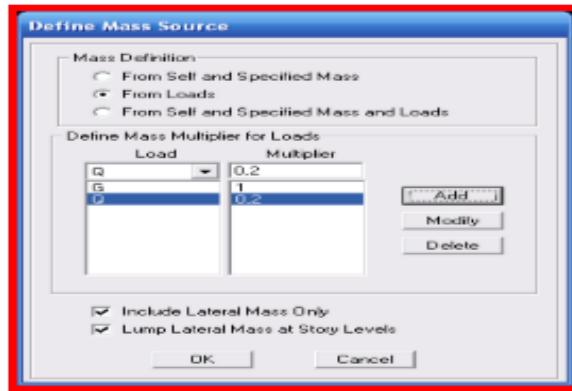 Define Mass Source
Mass Definition
From Self and Specified Mass
From Loads
From Self and Specified Mass and Loads
Define Mass Multiplier for Loads
Load Multiplier
Q 0.2
G 1
Q 0.2
Add
Modify
Delete
Include Lateral Mass Only
Lump Lateral Mass at Story Levels
OK Cancel